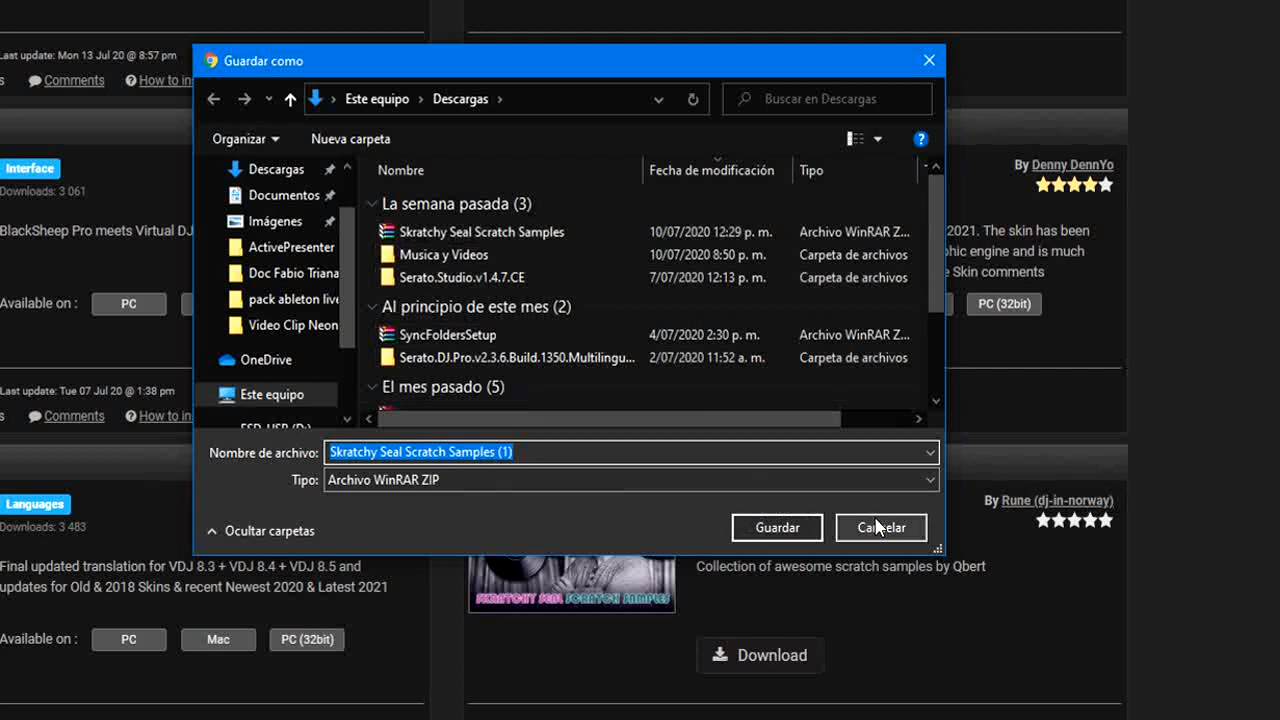 Last update: Mon 13 Jul 20 @ 8:57 pm
s Comments How to in
Interface
Downloads: 3 061
By Denny DennYo
BlackSheep Pro meets Virtual DJ
2021. The skin has been
hic engine and is much
e Skin comments
Available on : PC
PC (32bit)
Last update: Tue 07 Jul 20 @ 1:38 pm
s Comments How to in
Languages
Downloads: 3 483
By Rune (dj-in-norway)
Final updated translation for VDJ 8.3 + VDJ 8.4 + VDJ 8.5 and
updates for Old & 2018 Skins & recent Newest 2020 & Latest 2021
Available on : PC Mac PC (32bit)
SKRATCHY SEAL SCRATCH SAMPLES
Collection of awesome scratch samples by Qbert
Download
Guardar como
Este equipo › Descargas ›
Buscar en Descargas
Organizar Nueva carpeta
Descargas
Documentos
Imágenes
ActivePresenter
Doc Fabio Triana
pack ableton live
Video Clip Neon
OneDrive
Este equipo
ESD-USB (D:)
Nombre Fecha de modificación Tipo
La semana pasada (3)
Skratchy Seal Scratch Samples 10/07/2020 12:29 p. m. Archivo WinRAR Z...
Musica y Videos 10/07/2020 8:50 p. m. Carpeta de archivos
Serato.Studio.v1.4.7.CE 7/07/2020 12:13 p. m. Carpeta de archivos
Al principio de este mes (2)
SyncFoldersSetup 4/07/2020 2:30 p. m. Archivo WinRAR Z...
Serato.DJ.Pro.v2.3.6.Build.1350.Multilingu... 2/07/2020 11:52 a. m. Carpeta de archivos
El mes pasado (5)
Nombre de archivo: Skratchy Seal Scratch Samples (1)
Tipo: Archivo WinRAR ZIP
Ocultar carpetas
Guardar Cancelar